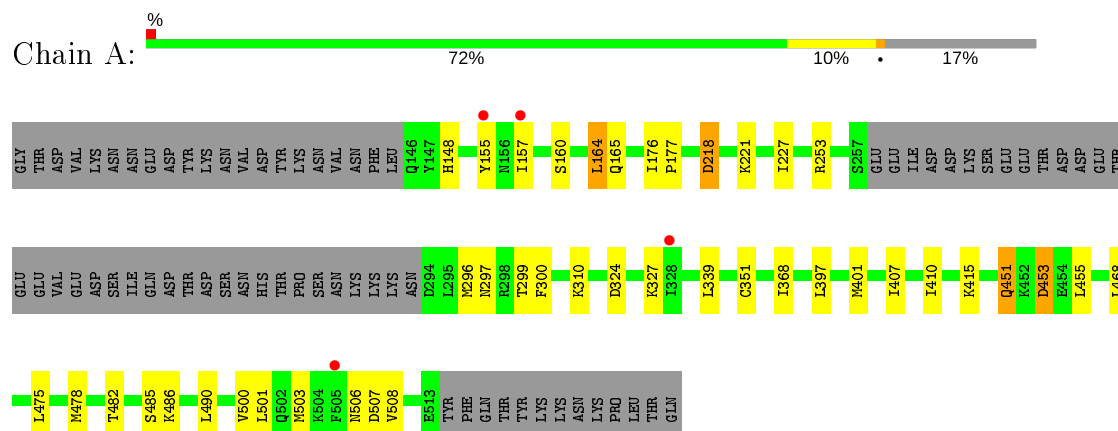 %
Chain A:
72% 10% • 17%
GLY THR ASP VAL LYS ASN ASN GLU ASP TYR LYS ASN VAL ASP TYR LYS ASN VAL ASN PHE LEU Q146 Y147 H148 Y155 N156 I157 S160 L164 Q165 I176 P177 D218 K221 I227 R253 S257 GLU GLU ILE ASP ASP LYS SER GLU GLU THR ASP ASP GLU THR
GLU GLU VAL GLU ASP SER ILE GLN ASP THR ASP SER ASN HIS THR PRO SER ASN LYS LYS LYS ASN D294 L295 M296 N297 R298 T299 F300 K310 D324 K327 I328 L339 C351 I368 L397 M401 I407 I410 K415 Q451 K452 D453 E454 L455 L468
L475 M478 T482 S485 K486 L490 V500 L501 Q502 M503 K504 F505 N506 D507 V508 E513 TYR PHE GLN THR TYR LYS LYS ASN LYS PRO LEU THR GLN